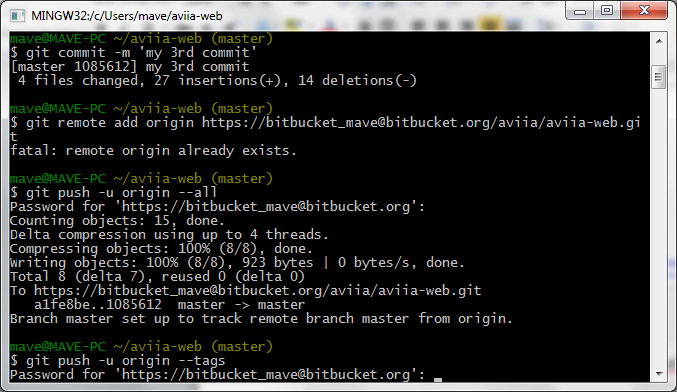 MINGW32:/c/Users/mave/aviia-web
mave@MAVE-PC ~/aviia-web (master)
$ git commit -m 'my 3rd commit'
[master 1085612] my 3rd commit
 4 files changed, 27 insertions(+), 14 deletions(-)
mave@MAVE-PC ~/aviia-web (master)
$ git remote add origin https://bitbucket_mave@bitbucket.org/aviia/aviia-web.gi
t
fatal: remote origin already exists.
mave@MAVE-PC ~/aviia-web (master)
$ git push -u origin --all
Password for 'https://bitbucket_mave@bitbucket.org':
Counting objects: 15, done.
Delta compression using up to 4 threads.
Compressing objects: 100% (8/8), done.
Writing objects: 100% (8/8), 923 bytes | 0 bytes/s, done.
Total 8 (delta 7), reused 0 (delta 0)
To https://bitbucket_mave@bitbucket.org/aviia/aviia-web.git
   a1fe8be..1085612  master -> master
Branch master set up to track remote branch master from origin.
mave@MAVE-PC ~/aviia-web (master)
$ git push -u origin --tags
Password for 'https://bitbucket_mave@bitbucket.org':